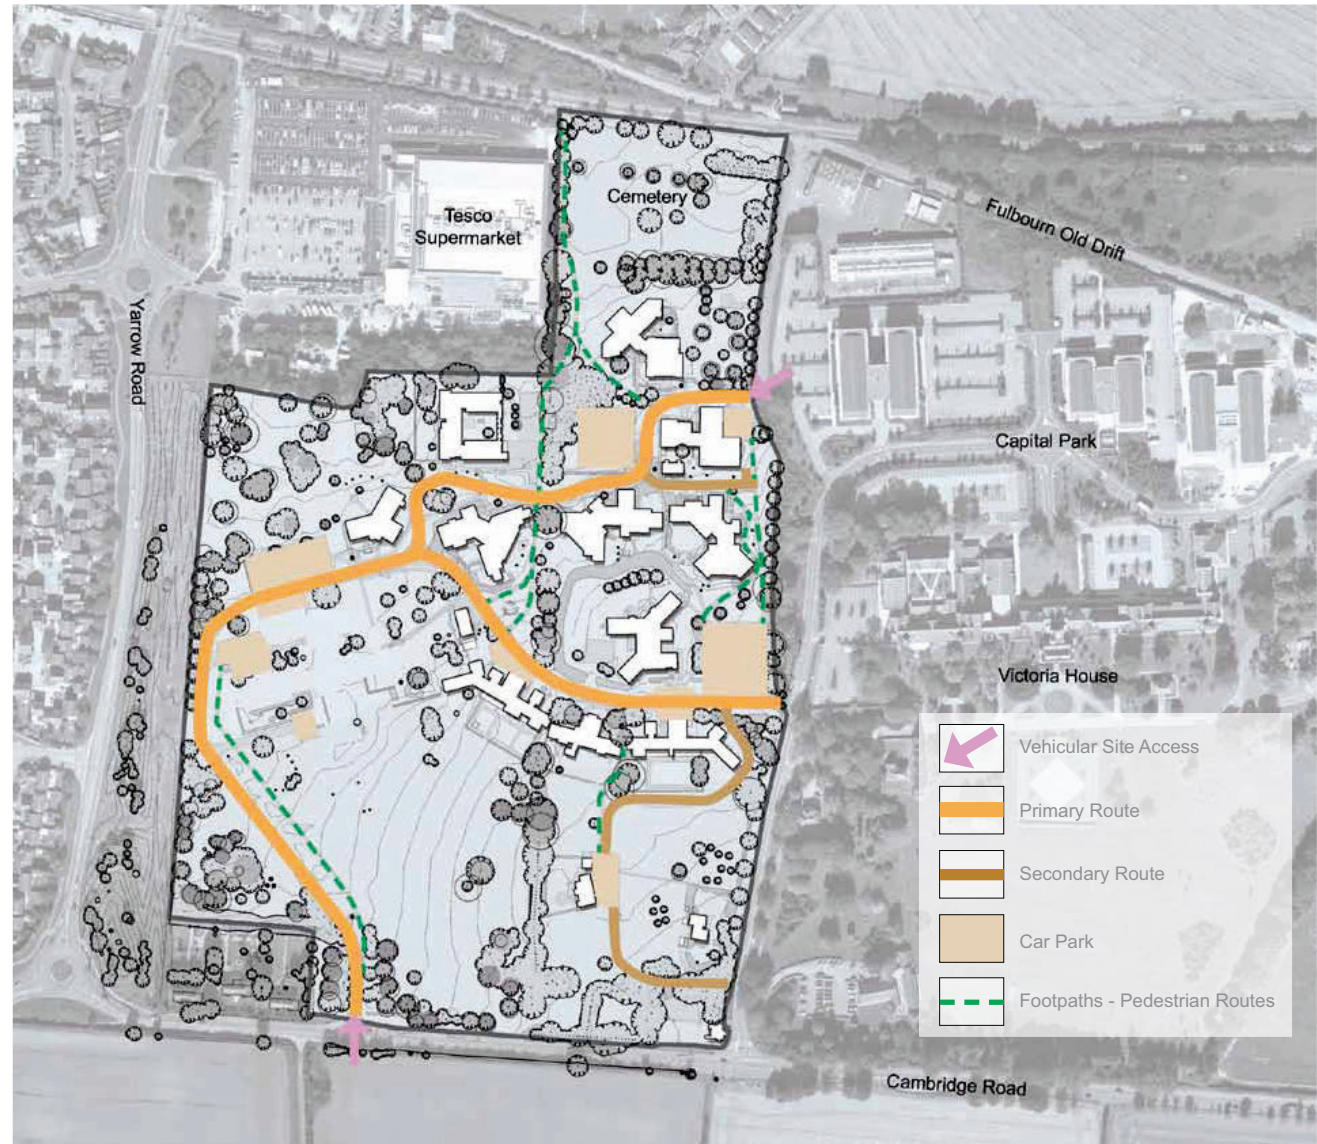 Cemetery
Tesco
Supermarket
Fulbourn Old Drift
Yarrow Road
Capital Park
Victoria House
Vehicular Site Access
Primary Route
Secondary Route
Car Park
Footpaths - Pedestrian Routes
Cambridge Road